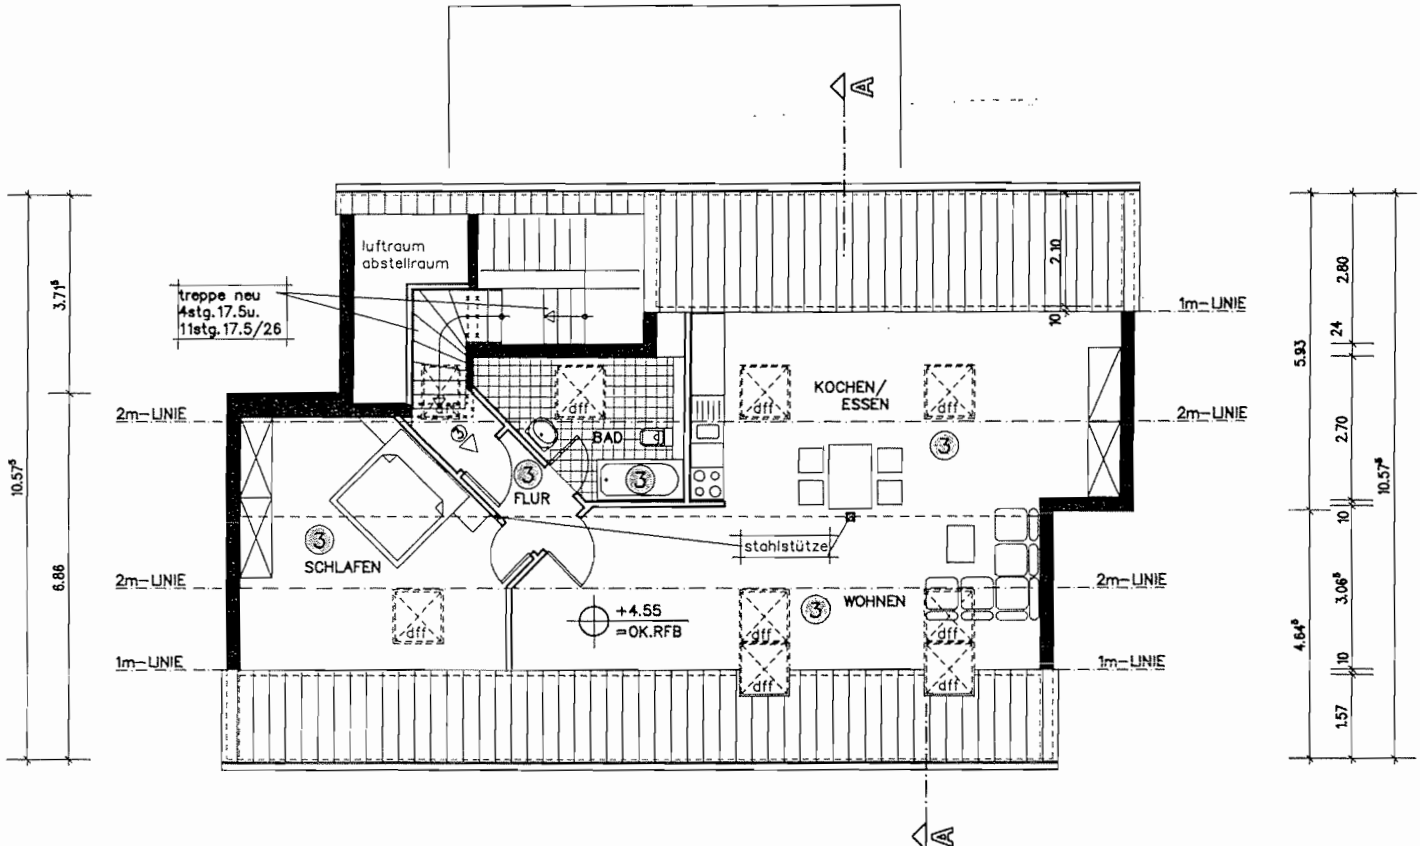 A
luftraum
abstellraum
treppe neu
4stg.17.5u.
11stg.17.5/26
3.71⁵
10.57⁵
6.86
2.10
10
1m-LINIE
2.80
24
5.93
2.70
10.57⁵
10
3.06⁵
4.64⁵
10
1.57
2m-LINIE
dff
dff
dff
KOCHEN/
ESSEN
dff
2m-LINIE
3
BAD
3
3
3
FLUR
3
SCHLAFEN
stahlstütze
2m-LINIE
2m-LINIE
dff
+4.55
=OK.RFB
3
WOHNEN
dff
dff
1m-LINIE
1m-LINIE
dff
dff
A